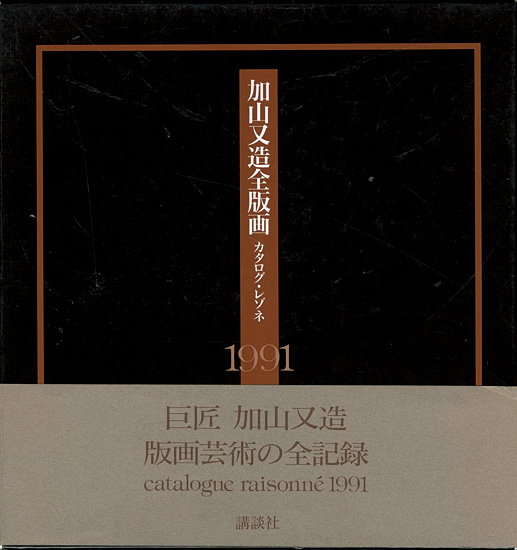 加山又造全版画
カタログ・レゾネ
1991
巨匠 加山又造
版画芸術の全記録
catalogue raisonné 1991
講談社